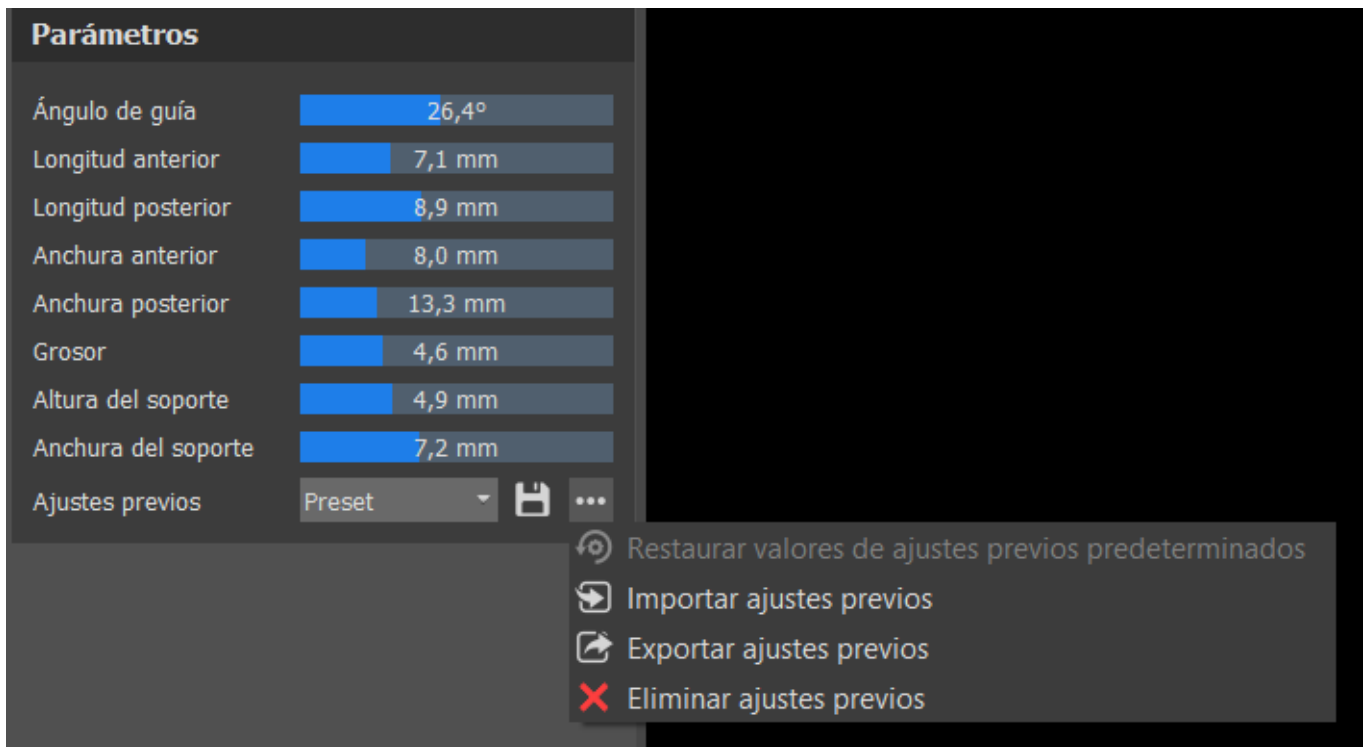 Parámetros
Ángulo de guía 26,4º
Longitud anterior 7,1 mm
Longitud posterior 8,9 mm
Anchura anterior 8,0 mm
Anchura posterior 13,3 mm
Grosor 4,6 mm
Altura del soporte 4,9 mm
Anchura del soporte 7,2 mm
Ajustes previos Preset
Restaurar valores de ajustes previos predeterminados
Importar ajustes previos
Exportar ajustes previos
Eliminar ajustes previos